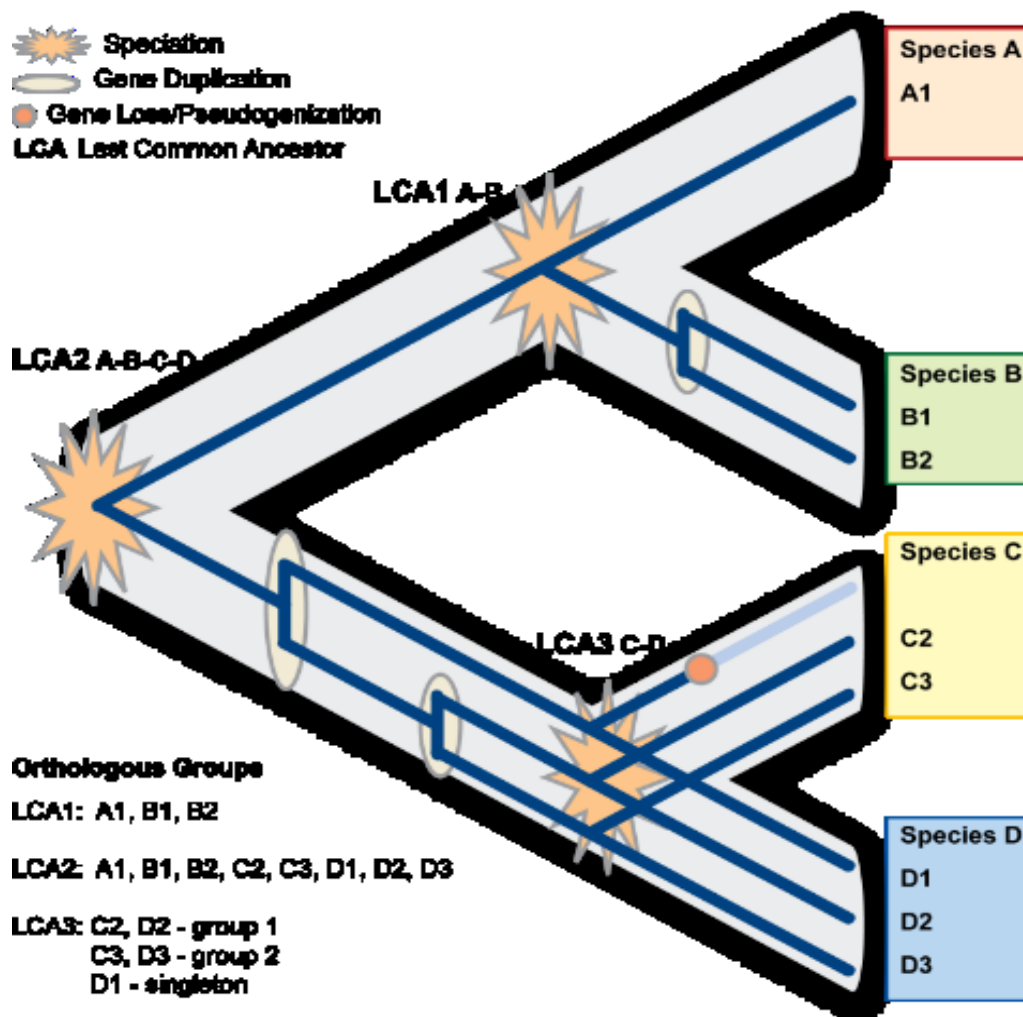 Speciation
Gene Duplication
Gene Loss/Pseudogenization
LCA Last Common Ancestor
LCA1 A-B
LCA2 A-B-C-D
LCA3 C-D
Species A
A1
Species B
B1
B2
Species C
C2
C3
Species D
D1
D2
D3
Orthologous Groups
LCA1: A1, B1, B2
LCA2: A1, B1, B2, C2, C3, D1, D2, D3
LCA3: C2, D2 - group 1
C3, D3 - group 2
D1 - singleton